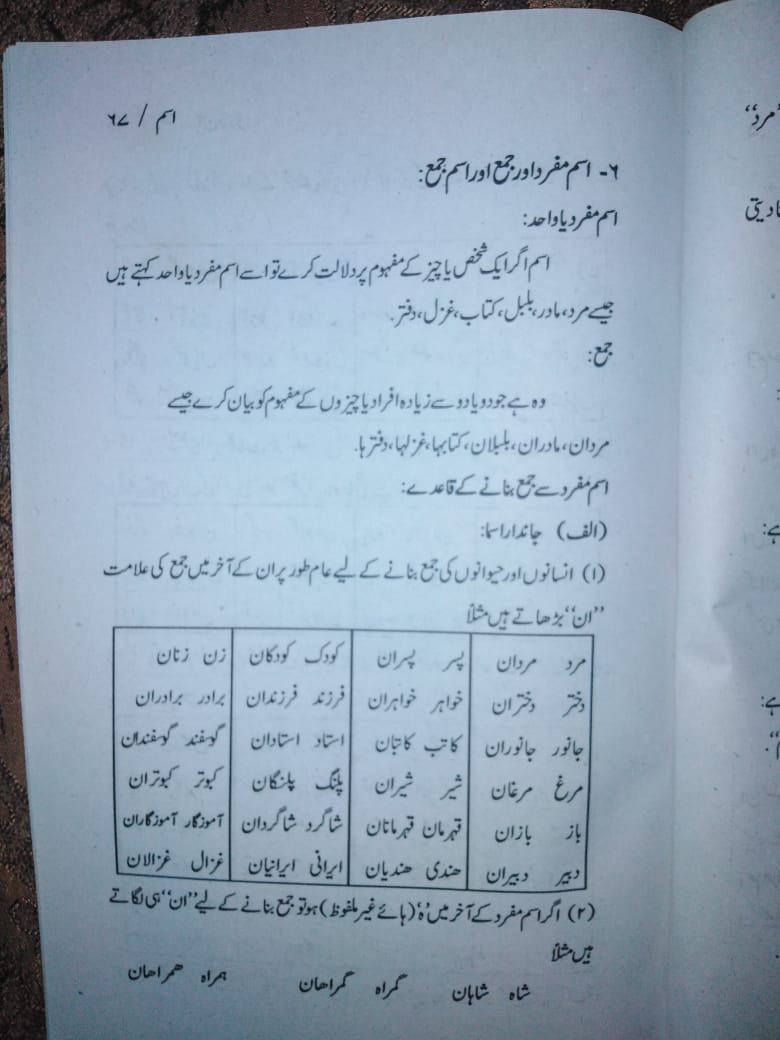 اسم / ۶۷
۶- اسم مفرد اور جمع اور اسم جمع:
اسم مفرد یا واحد:
اسم اگر ایک شخص یا چیز کے مفہوم پر دلالت کرے تو اسے اسم مفرد یا واحد کہتے ہیں
جیسے مرد، مادر، بلبل، کتاب، غزل، دفتر.
جمع:
وہ ہے جو دو یا دو سے زیادہ افراد یا چیزوں کے مفہوم کو بیان کرے جیسے
مردان، مادران، بلبلان، کتابہا، غزلہا، دفترہا.
اسم مفرد سے جمع بنانے کے قاعدے:
(الف) جاندار اسما:
(۱) انسانوں اور حیوانوں کی جمع بنانے کے لیے عام طور پر ان کے آخر میں جمع کی علامت
”ان“ بڑھاتے ہیں مثلاً
مرد مردان پسر پسران کودک کودکان زن زنان
دختر دختران خواہر خواہران فرزند فرزندان برادر برادران
جانور جانوران کاتب کاتبان استاد استادان گوسفند گوسفندان
مرغ مرغان شیر شیران پلنگ پلنگان کبوتر کبوتران
باز بازان قہرمان قہرمانان شاگرد شاگردان آموزگار آموزگاران
دبیر دبیران ھندی ھندیان ایرانی ایرانیان غزال غزالان
(۲) اگر اسم مفرد کے آخر میں ’ہ‘ (ہائے غیر ملفوظ) ہو تو جمع بنانے کے لیے ”ان“ ہی لگاتے
ہیں مثلاً
شاہ شاہان گمراہ گمراھان ہمراہ ھمراھان
”مرد“